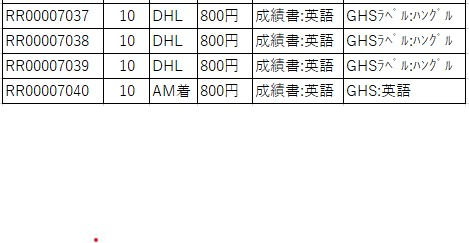 RR00007037 10 DHL 800円 成績書:英語 GHSﾗﾍﾞﾙ:ﾊﾝｸﾞﾙ
RR00007038 10 DHL 800円 成績書:英語 GHSﾗﾍﾞﾙ:ﾊﾝｸﾞﾙ
RR00007039 10 DHL 800円 成績書:英語 GHSﾗﾍﾞﾙ:ﾊﾝｸﾞﾙ
RR00007040 10 AM着 800円 成績書:英語 GHS:英語